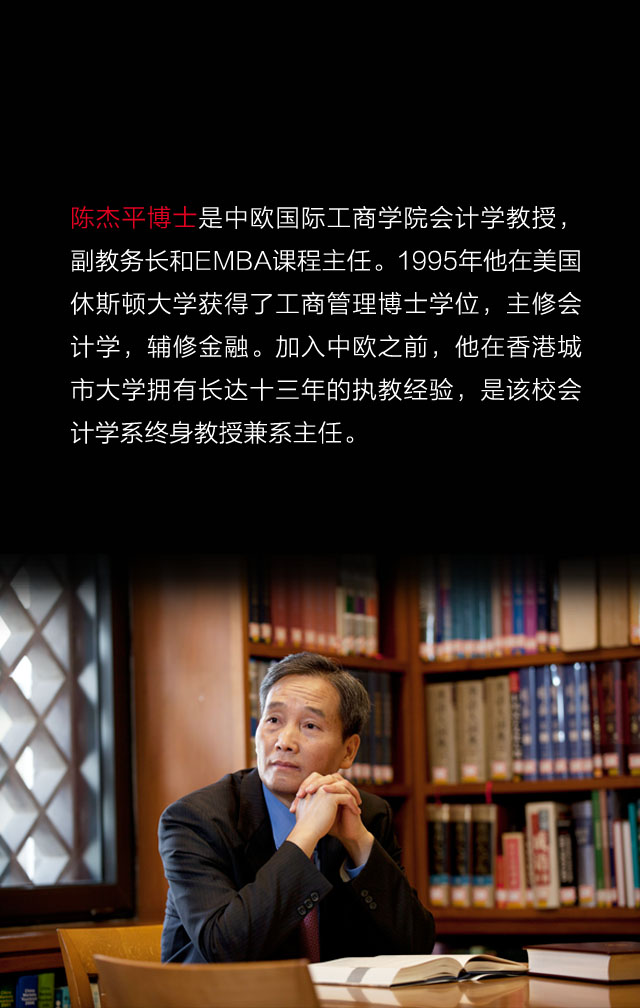 陈杰平博士是中欧国际工商学院会计学教授，
副教务长和EMBA课程主任。1995年他在美国
休斯顿大学获得了工商管理博士学位，主修会
计学，辅修金融。加入中欧之前，他在香港城
市大学拥有长达十三年的执教经验，是该校会
计学系终身教授兼系主任。